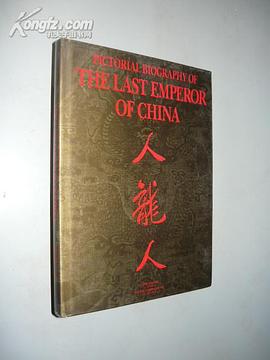 Kongfz.com
PICTORIAL BIOGRAPHY OF
THE LAST EMPEROR
OF CHINA
人
龍
人